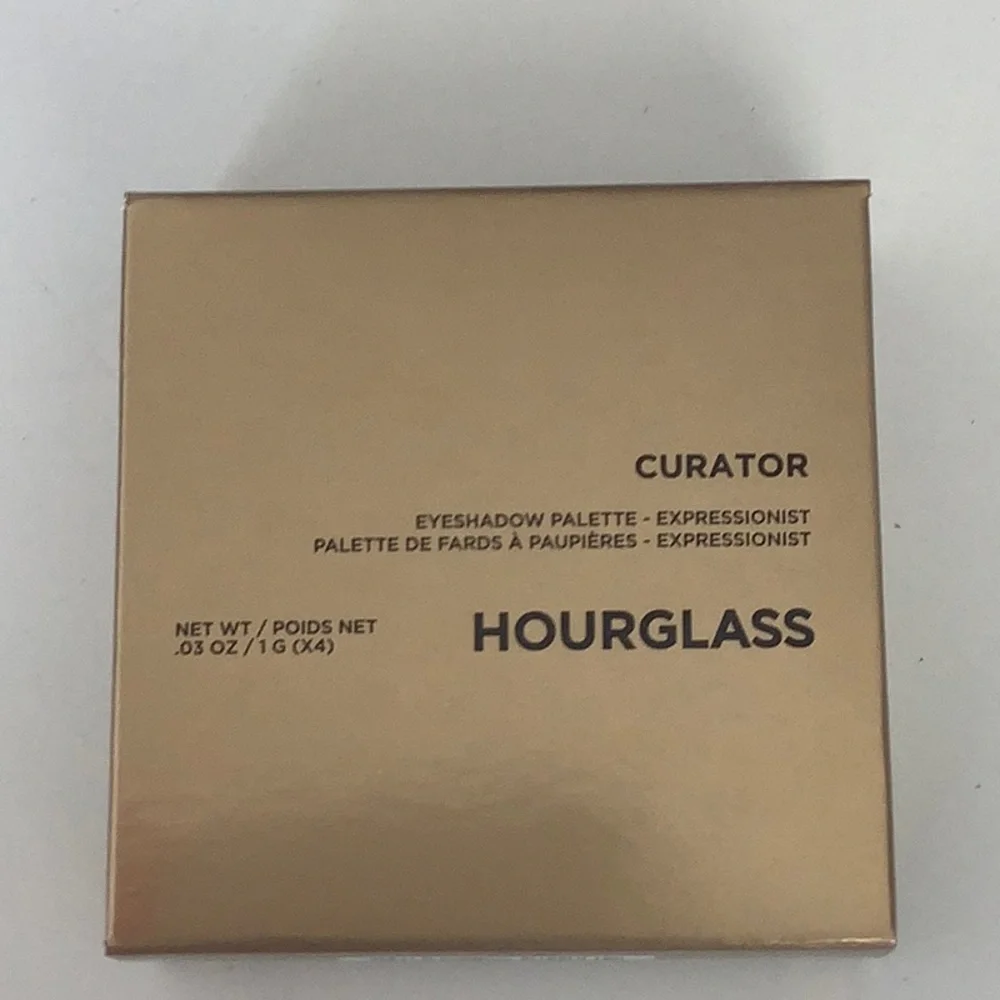 CURATOR
EYESHADOW PALETTE - EXPRESSIONIST
PALETTE DE FARDS À PAUPIÈRES - EXPRESSIONIST
NET WT / POIDS NET
.03 OZ / 1 G (X4)
HOURGLASS